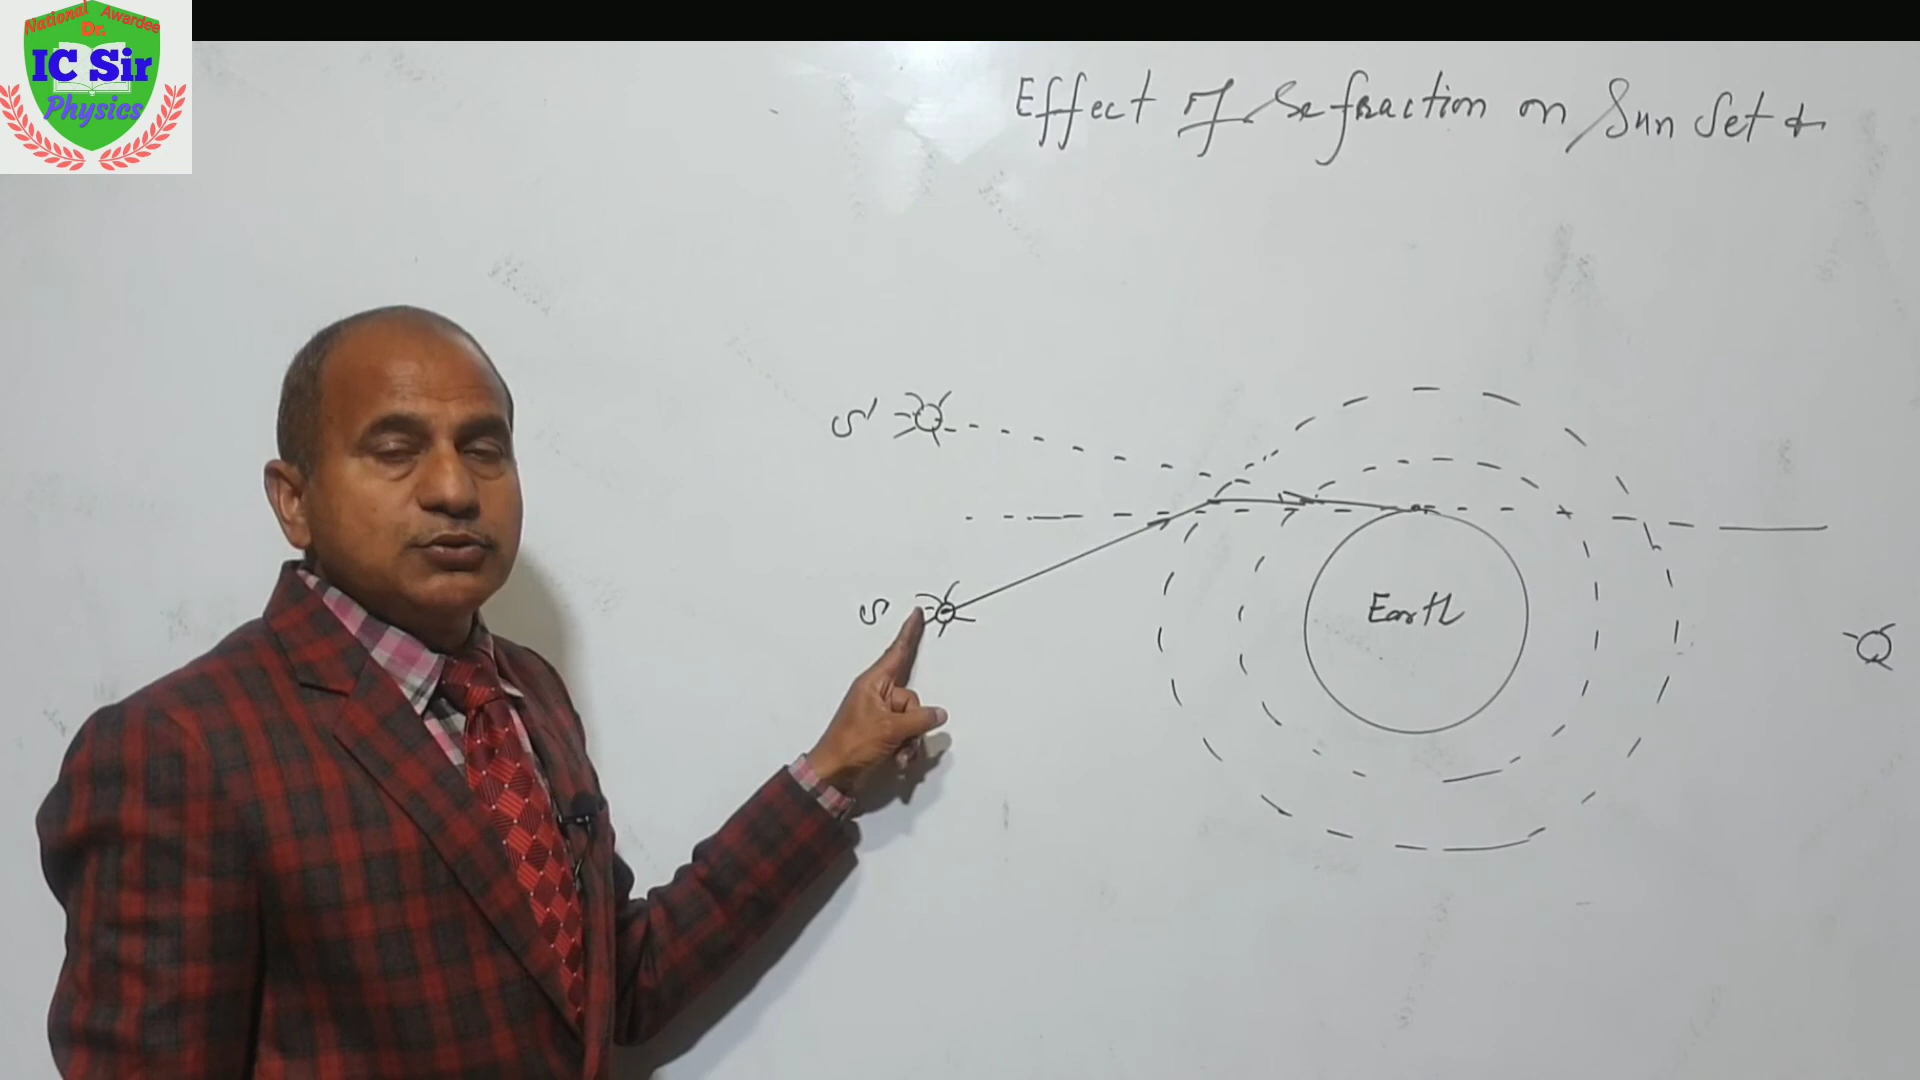 National Awardee
Dr.
IC Sir
Physics
Effect of Refraction on Sun Set &
S'
S
Earth